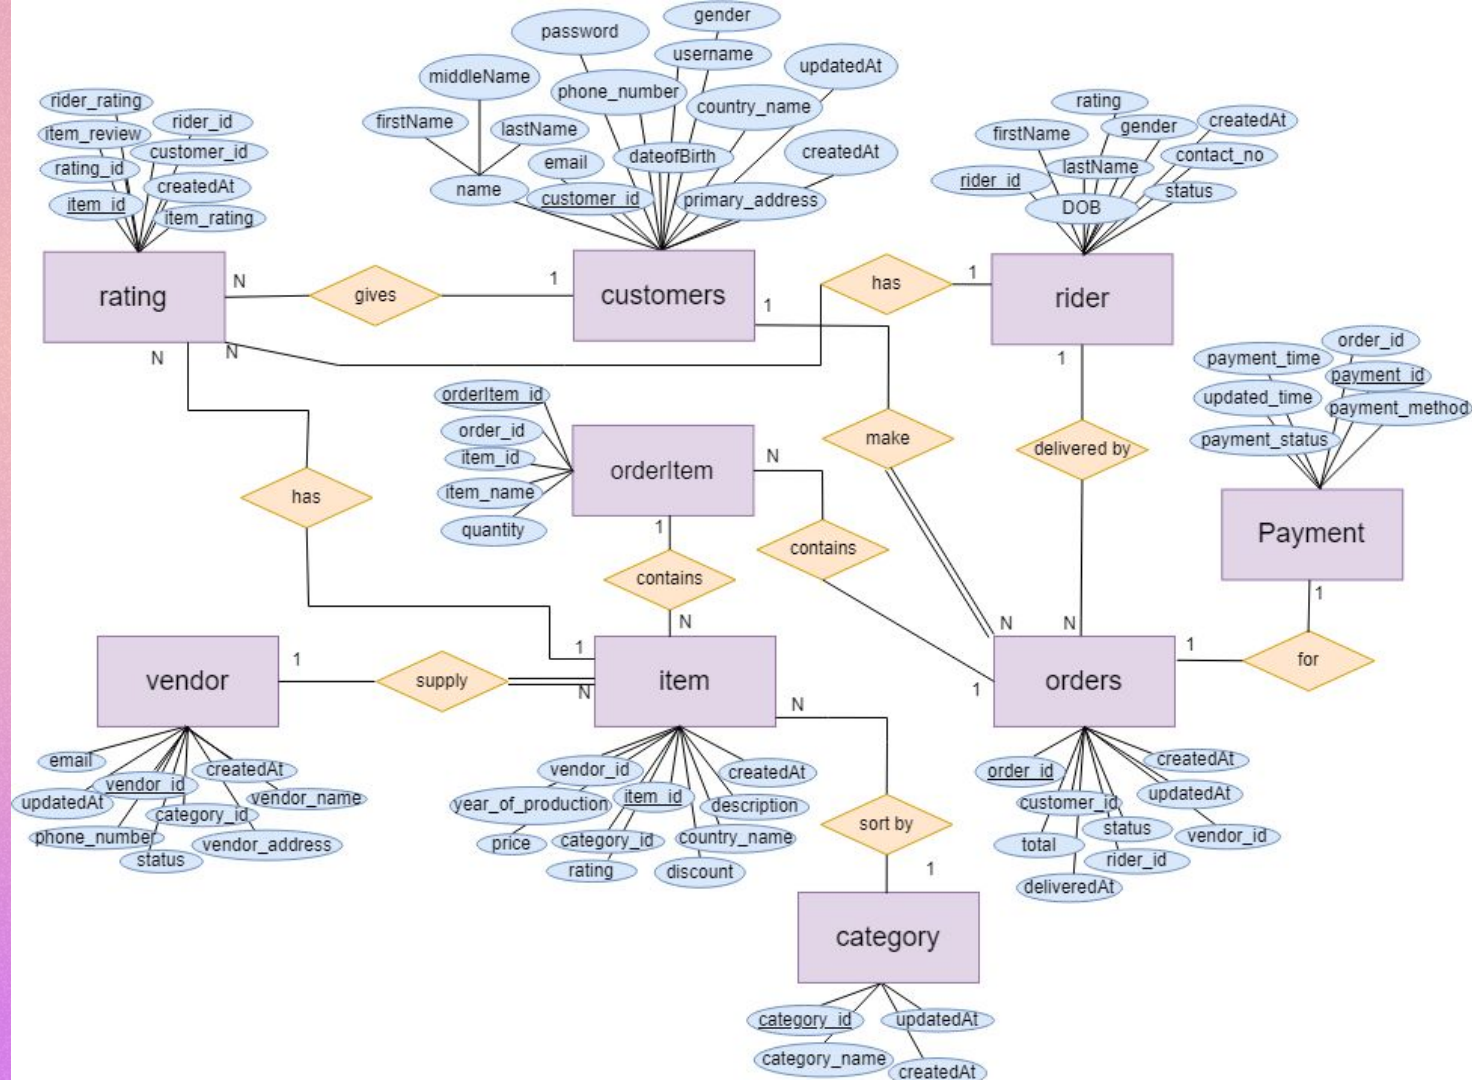 gender
password
username
updatedAt
middleName
phone_number
country_name
firstName
lastName
dateofBirth
createdAt
email
name
customer_id
primary_address
rider_rating
rider_id
item_review
customer_id
rating_id
createdAt
item_id
item_rating
rating
firstName
gender
createdAt
lastName
contact_no
rider_id
status
DOB
rating
N
gives
1
customers
1
has
1
rider
N
N
1
order_id
payment_time
payment_id
updated_time
payment_method
payment_status
orderItem_id
order_id
item_id
item_name
quantity
orderItem
N
1
make
delivered by
has
contains
contains
Payment
1
N
N
N
1
for
1
vendor
1
supply
N
1
item
N
1
orders
email
createdAt
vendor_id
updatedAt
vendor_name
category_id
phone_number
vendor_address
status
vendor_id
createdAt
year_of_production
item_id
description
price
category_id
country_name
rating
discount
sort by
1
order_id
createdAt
customer_id
updatedAt
status
vendor_id
total
rider_id
deliveredAt
category
category_id
updatedAt
category_name
createdAt